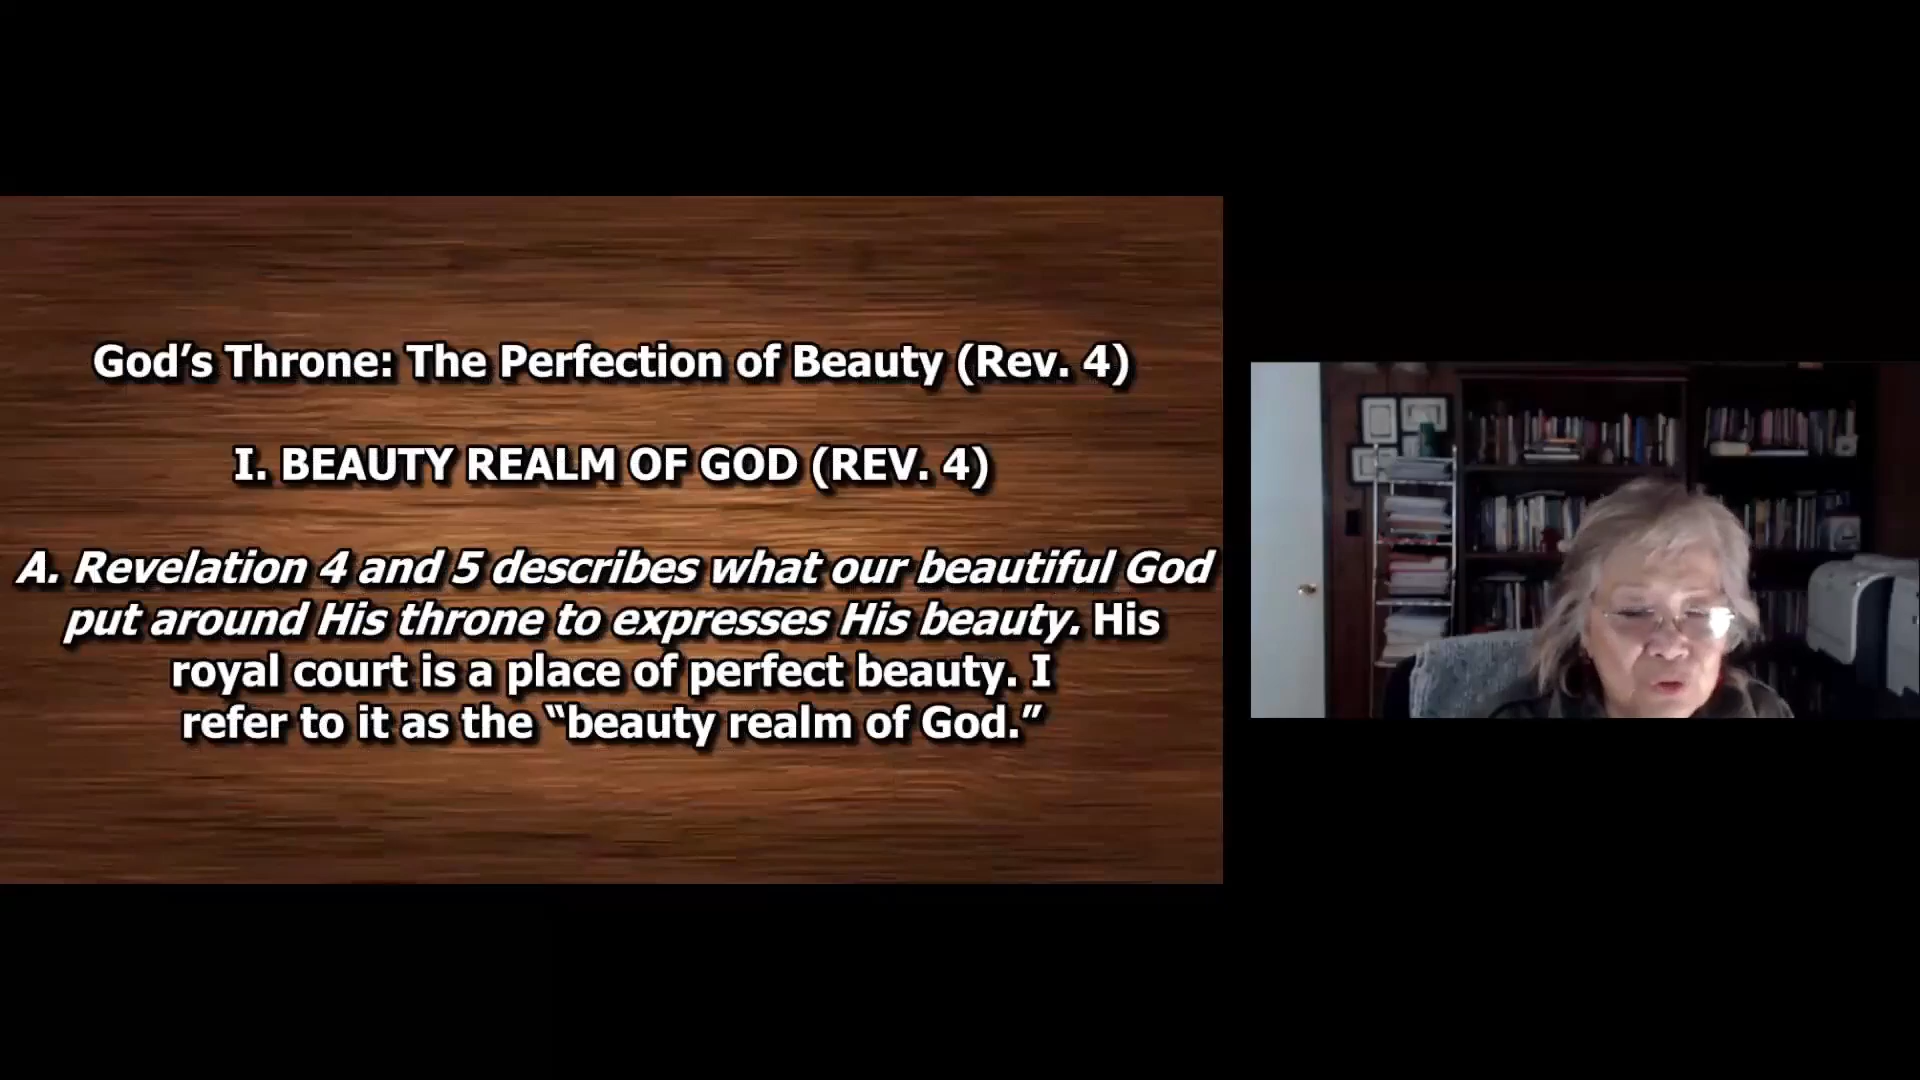 God’s Throne: The Perfection of Beauty (Rev. 4)
I. BEAUTY REALM OF GOD (REV. 4)
A. Revelation 4 and 5 describes what our beautiful God
put around His throne to expresses His beauty. His
royal court is a place of perfect beauty. I
refer to it as the “beauty realm of God.”